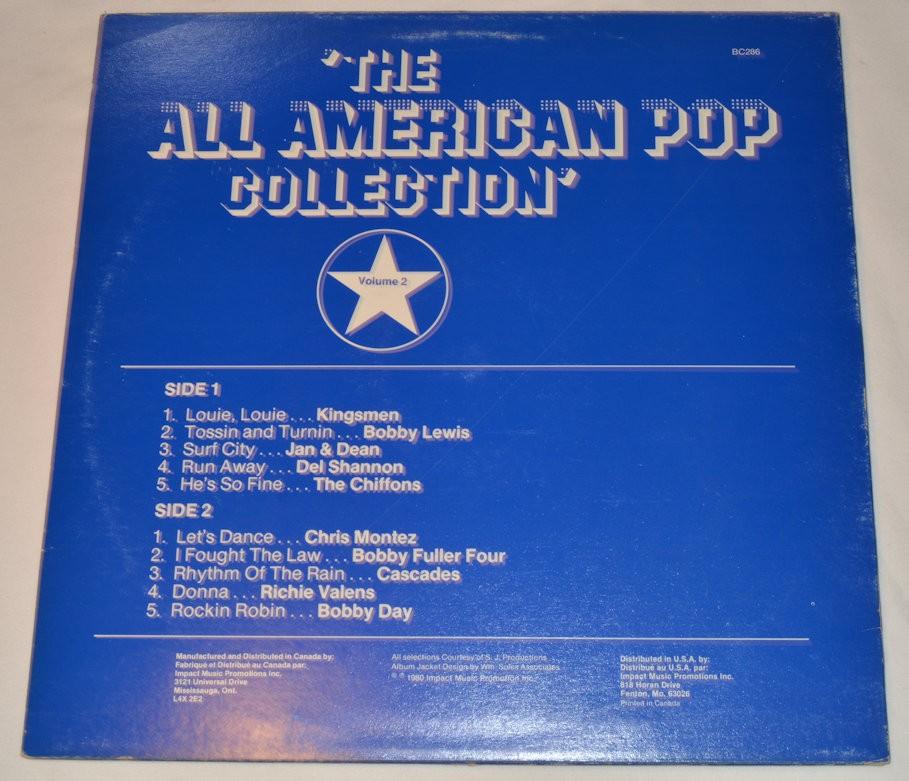 BC286
'THE
ALL AMERICAN POP
COLLECTION'
Volume 2
SIDE 1
1. Louie, Louie . . . Kingsmen
2. Tossin and Turnin . . . Bobby Lewis
3. Surf City . . . Jan & Dean
4. Run Away . . . Del Shannon
5. He's So Fine . . . The Chiffons
SIDE 2
1. Let's Dance . . . Chris Montez
2. I Fought The Law . . . Bobby Fuller Four
3. Rhythm Of The Rain . . . Cascades
4. Donna . . . Richie Valens
5. Rockin Robin . . . Bobby Day
Manufactured and Distributed in Canada by:
Fabriqué et Distribué au Canada par:
Impact Music Promotions Inc.
3121 Universal Drive
Mississauga, Ont.
L4X 2E2
All selections Courtesy of S. J. Productions
Album Jacket Design by Wm. Suter Associates
© ℗ 1980 Impact Music Promotion Inc.
Distributed in U.S.A. by:
Distribué au U.S.A. par:
Impact Music Promotions Inc.
818 Horan Drive
Fenton, Mo. 63026
Printed in Canada